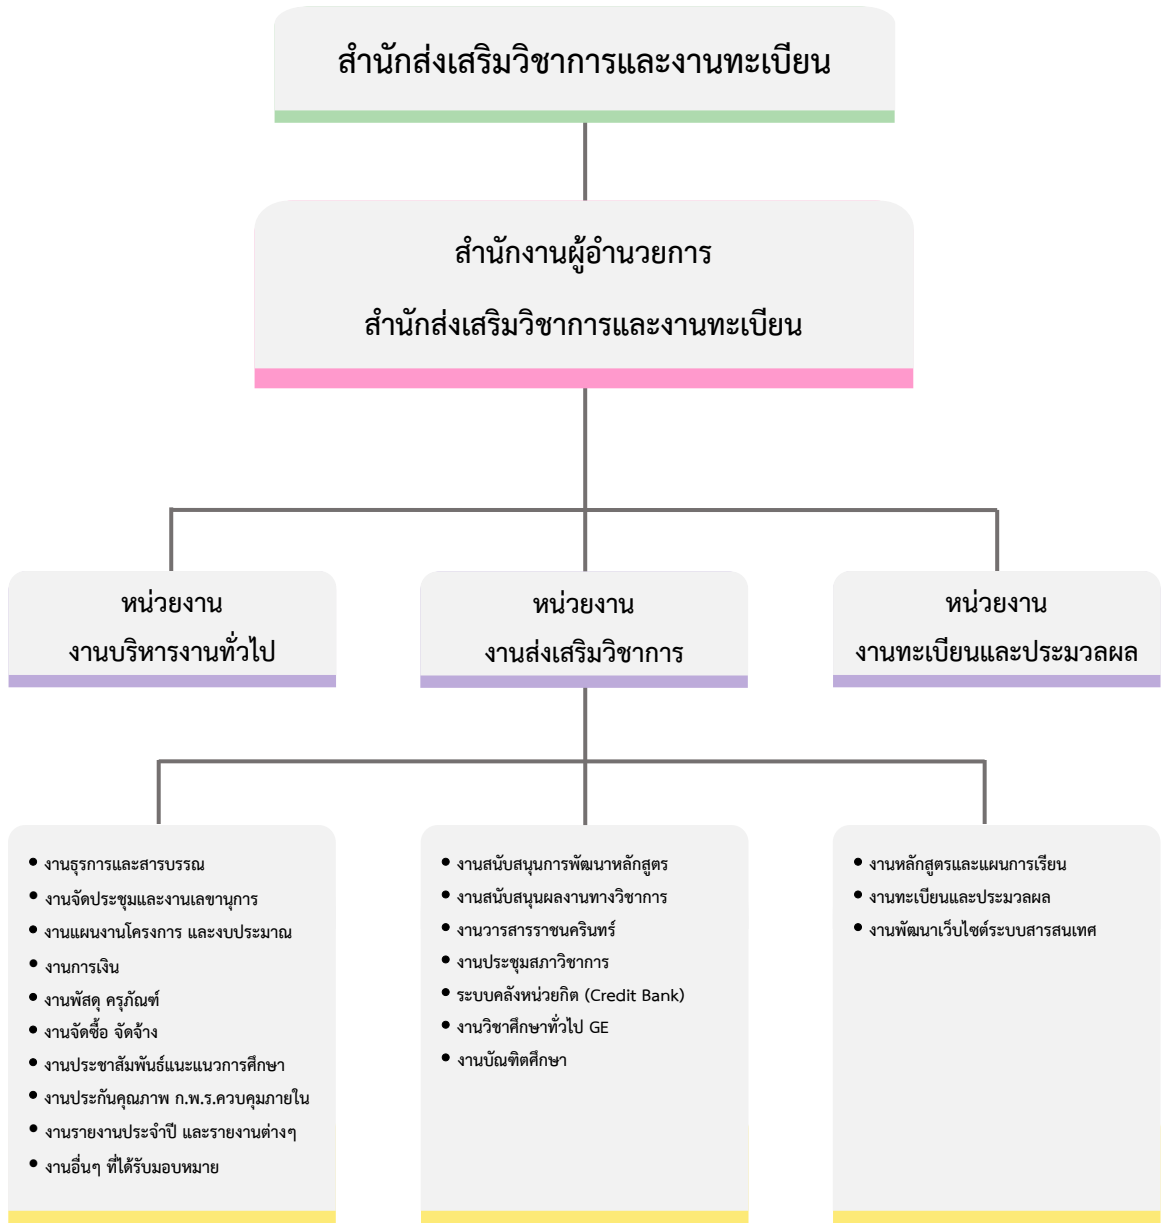 สำนักส่งเสริมวิชาการและงานทะเบียน
สำนักงานผู้อำนวยการ
สำนักส่งเสริมวิชาการและงานทะเบียน
หน่วยงาน
งานบริหารงานทั่วไป
หน่วยงาน
งานส่งเสริมวิชาการ
หน่วยงาน
งานทะเบียนและประมวลผล
• งานธุรการและสารบรรณ
• งานจัดประชุมและงานเลขานุการ
• งานแผนงานโครงการ และงบประมาณ
• งานการเงิน
• งานพัสดุ ครุภัณฑ์
• งานจัดซื้อ จัดจ้าง
• งานประชาสัมพันธ์แนะแนวการศึกษา
• งานประกันคุณภาพ ก.พ.ร.ควบคุมภายใน
• งานรายงานประจำปี และรายงานต่างๆ
• งานอื่นๆ ที่ได้รับมอบหมาย
• งานสนับสนุนการพัฒนาหลักสูตร
• งานสนับสนุนผลงานทางวิชาการ
• งานวารสารราชนครินทร์
• งานประชุมสภาวิชาการ
• ระบบคลังหน่วยกิต (Credit Bank)
• งานวิชาศึกษาทั่วไป GE
• งานบัณฑิตศึกษา
• งานหลักสูตรและแผนการเรียน
• งานทะเบียนและประมวลผล
• งานพัฒนาเว็บไซต์ระบบสารสนเทศ